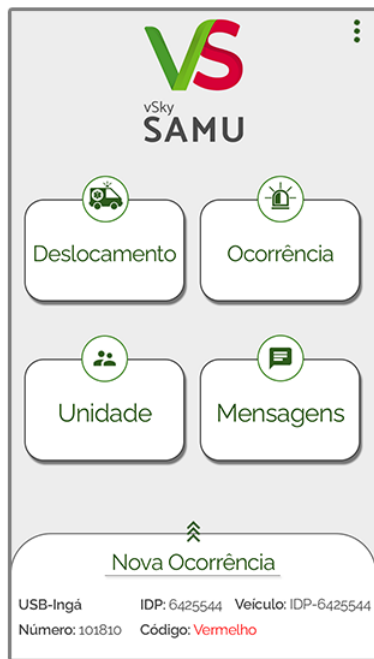 VS
vSky
SAMU
Deslocamento
Ocorrência
Unidade
Mensagens
Nova Ocorrência
USB-Ingá IDP: 6425544 Veículo: IDP-6425544
Número: 101810 Código: Vermelho